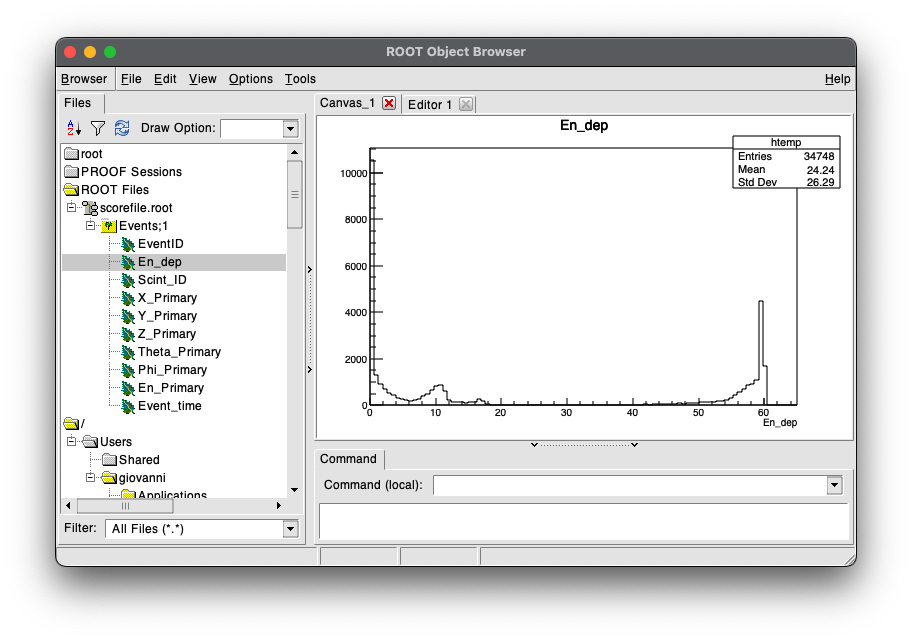 ROOT Object Browser
Browser File Edit View Options Tools Help
Files
Draw Option:
root
PROOF Sessions
ROOT Files
scorefile.root
Events;1
EventID
En_dep
Scint_ID
X_Primary
Y_Primary
Z_Primary
Theta_Primary
Phi_Primary
En_Primary
Event_time
/
Users
Shared
giovanni
Applications
Filter: All Files (*.*)
Canvas_1 Editor 1
En_dep
htemp
Entries 34748
Mean 24.24
Std Dev 26.29
10000
8000
6000
4000
2000
0
0 10 20 30 40 50 60
En_dep
Command
Command (local):